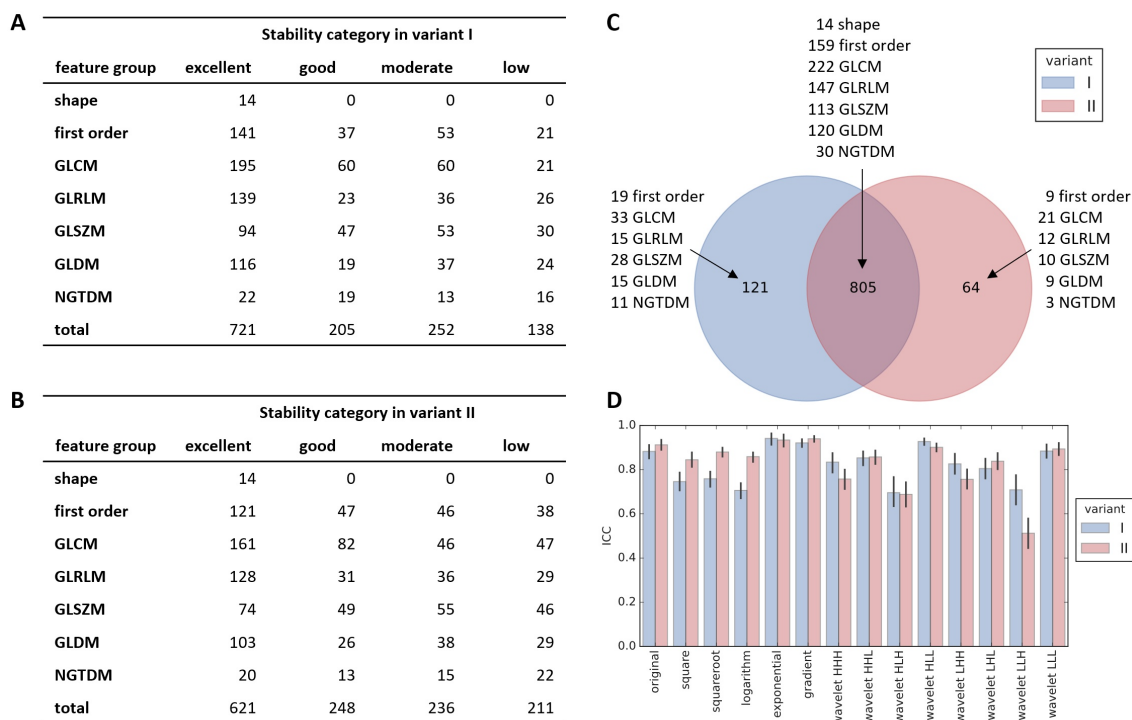 A
Stability category in variant I
feature group excellent good moderate low
shape 14 0 0 0
first order 141 37 53 21
GLCM 195 60 60 21
GLRLM 139 23 36 26
GLSZM 94 47 53 30
GLDM 116 19 37 24
NGTDM 22 19 13 16
total 721 205 252 138
B
Stability category in variant II
feature group excellent good moderate low
shape 14 0 0 0
first order 121 47 46 38
GLCM 161 82 46 47
GLRLM 128 31 36 29
GLSZM 74 49 55 46
GLDM 103 26 38 29
NGTDM 20 13 15 22
total 621 248 236 211
C
14 shape
159 first order
222 GLCM
147 GLRLM
113 GLSZM
120 GLDM
30 NGTDM
variant
I
II
19 first order
33 GLCM
15 GLRLM
28 GLSZM
15 GLDM
11 NGTDM
9 first order
21 GLCM
12 GLRLM
10 GLSZM
9 GLDM
3 NGTDM
121
805
64
D
ICC
1.0
0.8
0.6
0.4
0.2
0.0
original
square
squareroot
logarithm
exponential
gradient
wavelet HHH
wavelet HHL
wavelet HLH
wavelet HLL
wavelet LHH
wavelet LHL
wavelet LLH
wavelet LLL
variant
I
II